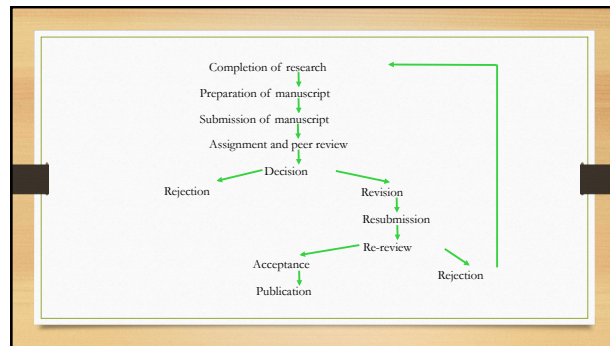 Completion of research
Preparation of manuscript
Submission of manuscript
Assignment and peer review
Decision
Rejection
Revision
Resubmission
Re-review
Acceptance
Rejection
Publication